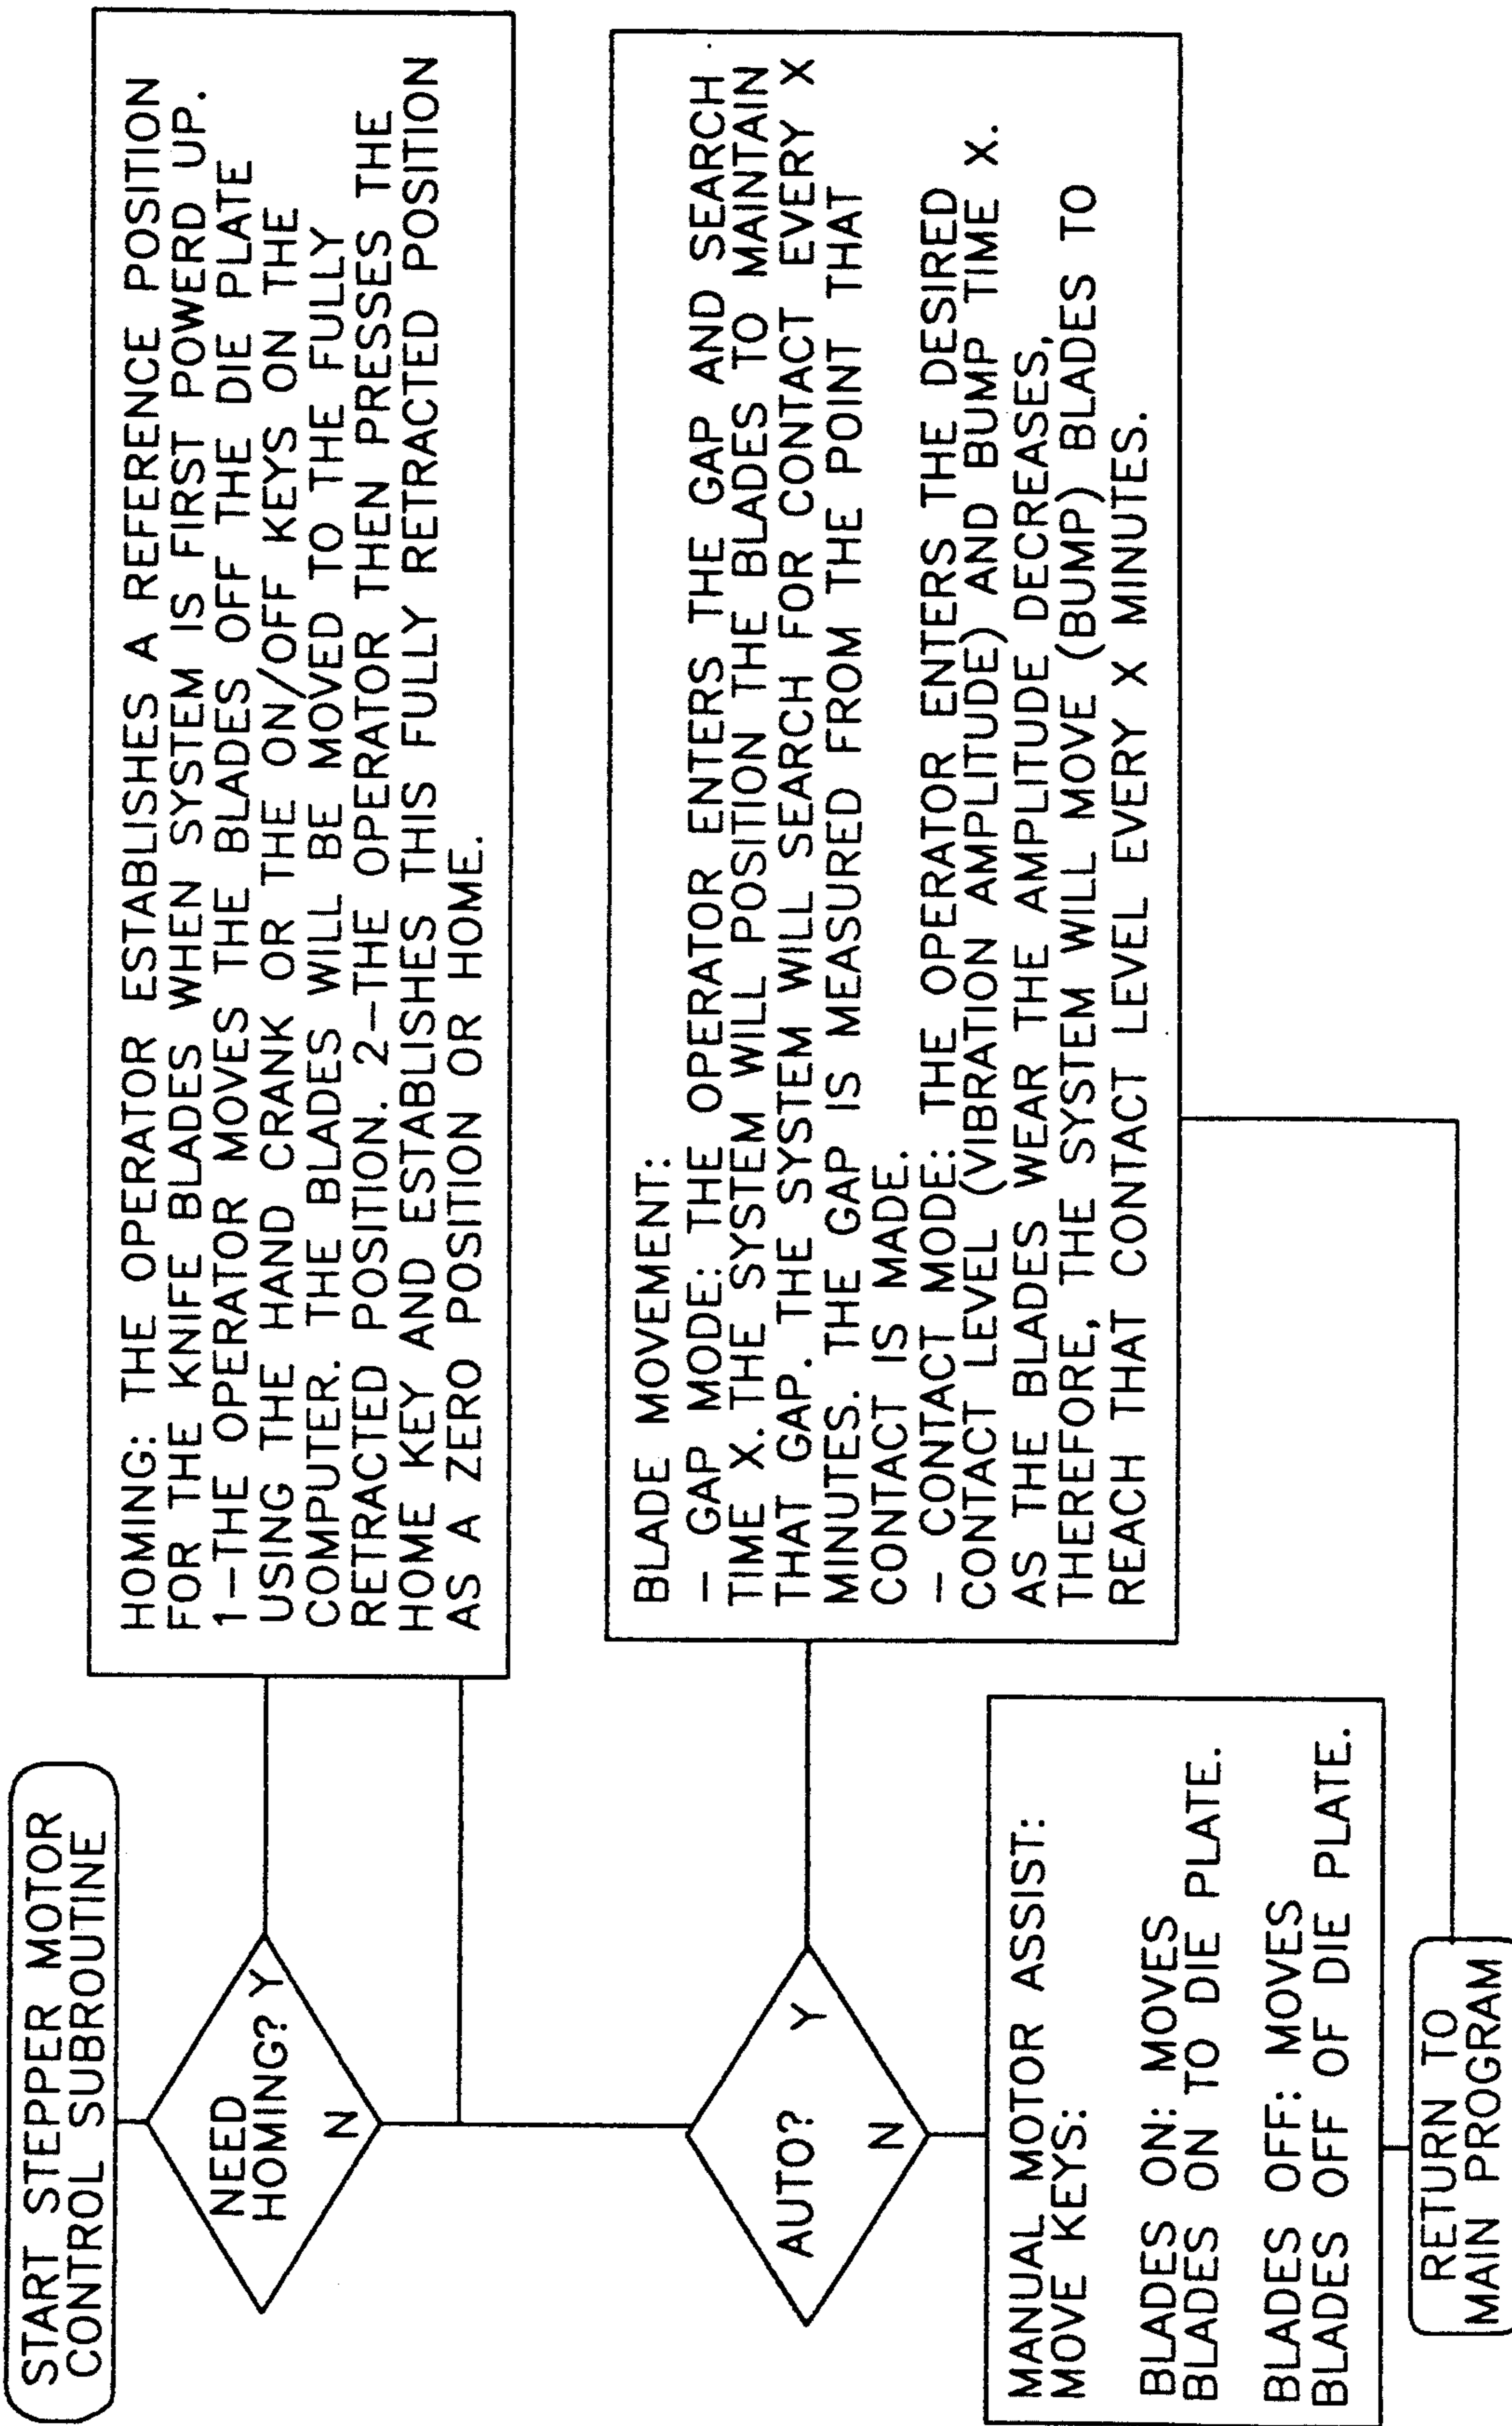 START STEPPER MOTOR
CONTROL SUBROUTINE
NEED
HOMING? Y
N
HOMING: THE OPERATOR ESTABLISHES A REFERENCE POSITION
FOR THE KNIFE BLADES WHEN SYSTEM IS FIRST POWERD UP.
1-THE OPERATOR MOVES THE BLADES OFF THE DIE PLATE
USING THE HAND CRANK OR THE ON/OFF KEYS ON THE
COMPUTER. THE BLADES WILL BE MOVED TO THE FULLY
RETRACTED POSITION. 2-THE OPERATOR THEN PRESSES THE
HOME KEY AND ESTABLISHES THIS FULLY RETRACTED POSITION
AS A ZERO POSITION OR HOME.
AUTO? Y
N
BLADE MOVEMENT:
- GAP MODE: THE OPERATOR ENTERS THE GAP AND SEARCH
TIME X. THE SYSTEM WILL POSITION THE BLADES TO MAINTAIN
THAT GAP. THE SYSTEM WILL SEARCH FOR CONTACT EVERY X
MINUTES. THE GAP IS MEASURED FROM THE POINT THAT
CONTACT IS MADE.
- CONTACT MODE: THE OPERATOR ENTERS THE DESIRED
CONTACT LEVEL (VIBRATION AMPLITUDE) AND BUMP TIME X.
AS THE BLADES WEAR THE AMPLITUDE DECREASES,
THEREFORE, THE SYSTEM WILL MOVE (BUMP) BLADES TO
REACH THAT CONTACT LEVEL EVERY X MINUTES.
MANUAL MOTOR ASSIST:
MOVE KEYS:
BLADES ON: MOVES
BLADES ON TO DIE PLATE.
BLADES OFF: MOVES
BLADES OFF OF DIE PLATE.
RETURN TO
MAIN PROGRAM